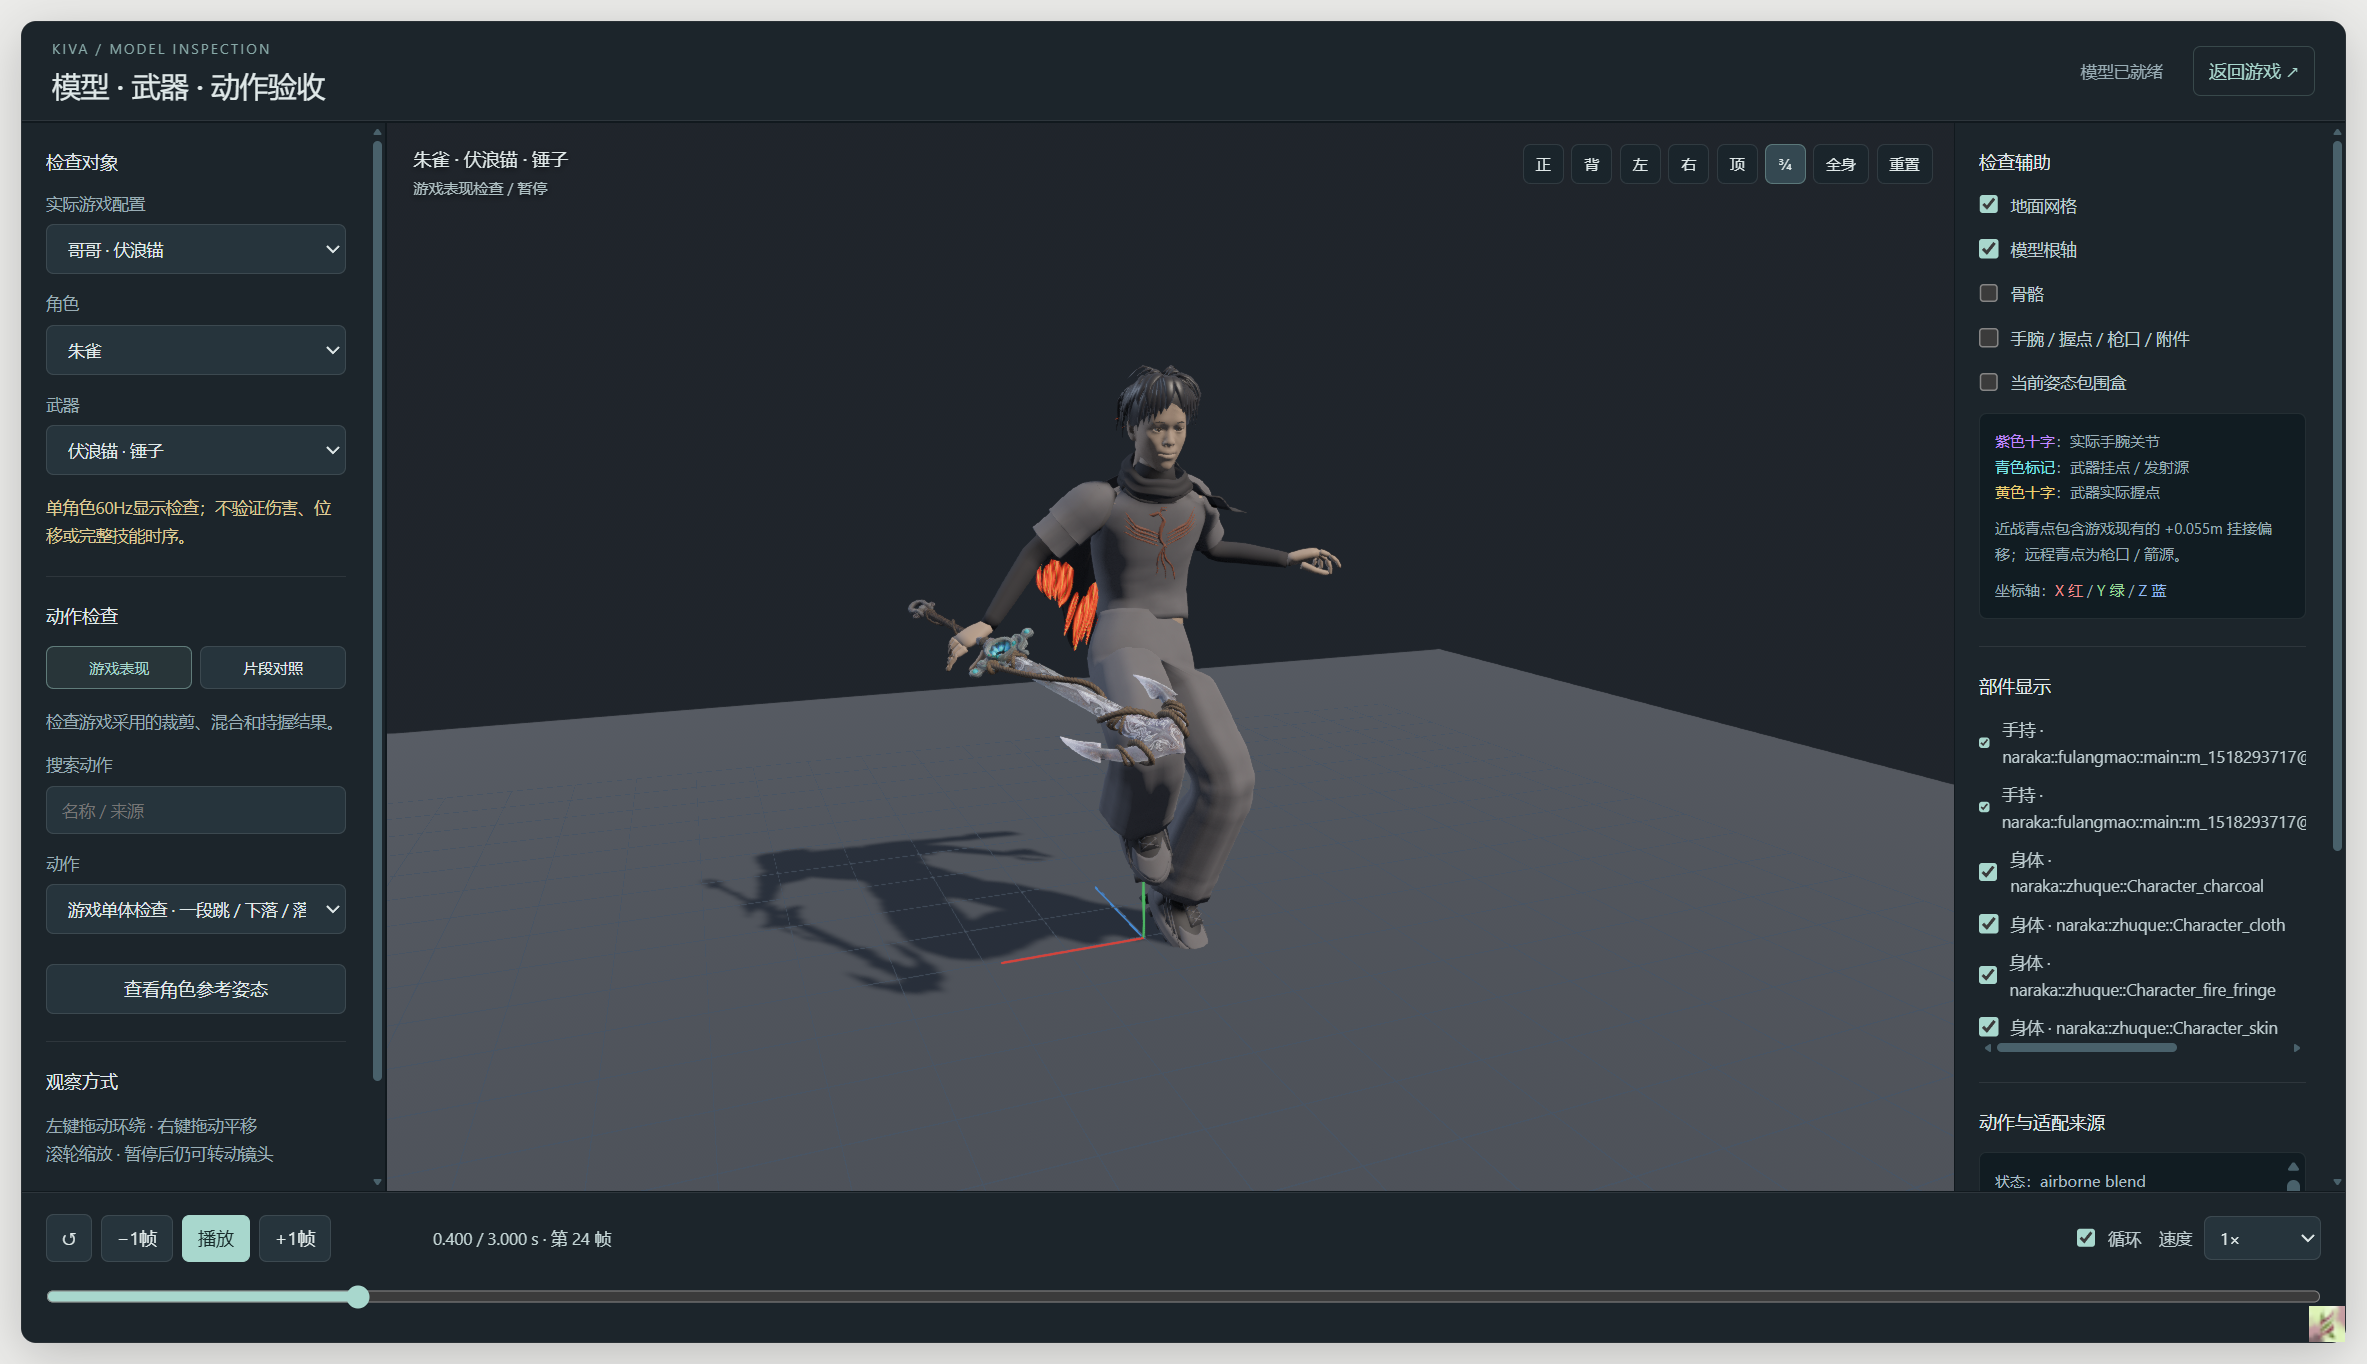 KIVA / MODEL INSPECTION
模型 · 武器 · 动作验收
模型已就绪
返回游戏 ↗
检查对象
实际游戏配置
哥哥 · 伏浪锚
角色
朱雀
武器
伏浪锚 · 锤子
单角色60Hz显示检查；不验证伤害、位
移或完整技能时序。
动作检查
游戏表现
片段对照
检查游戏采用的裁剪、混合和持握结果。
搜索动作
名称 / 来源
动作
游戏单体检查 · 一段跳 / 下落 / 落
查看角色参考姿态
观察方式
左键拖动环绕 · 右键拖动平移
滚轮缩放 · 暂停后仍可转动镜头
朱雀 · 伏浪锚 · 锤子
游戏表现检查 / 暂停
正
背
左
右
顶
¾
全身
重置
检查辅助
地面网格
模型根轴
骨骼
手腕 / 握点 / 枪口 / 附件
当前姿态包围盒
紫色十字：实际手腕关节
青色标记：武器挂点 / 发射源
黄色十字：武器实际握点
近战青点包含游戏现有的 +0.055m 挂接偏
移；远程青点为枪口 / 箭源。
坐标轴：X 红 / Y 绿 / Z 蓝
部件显示
手持 ·
naraka::fulangmao::main::m_1518293717@
手持 ·
naraka::fulangmao::main::m_1518293717@
身体 ·
naraka::zhuque::Character_charcoal
身体 · naraka::zhuque::Character_cloth
身体 ·
naraka::zhuque::Character_fire_fringe
身体 · naraka::zhuque::Character_skin
动作与适配来源
状态：airborne blend
↺
−1帧
播放
+1帧
0.400 / 3.000 s · 第 24 帧
循环
速度
1×